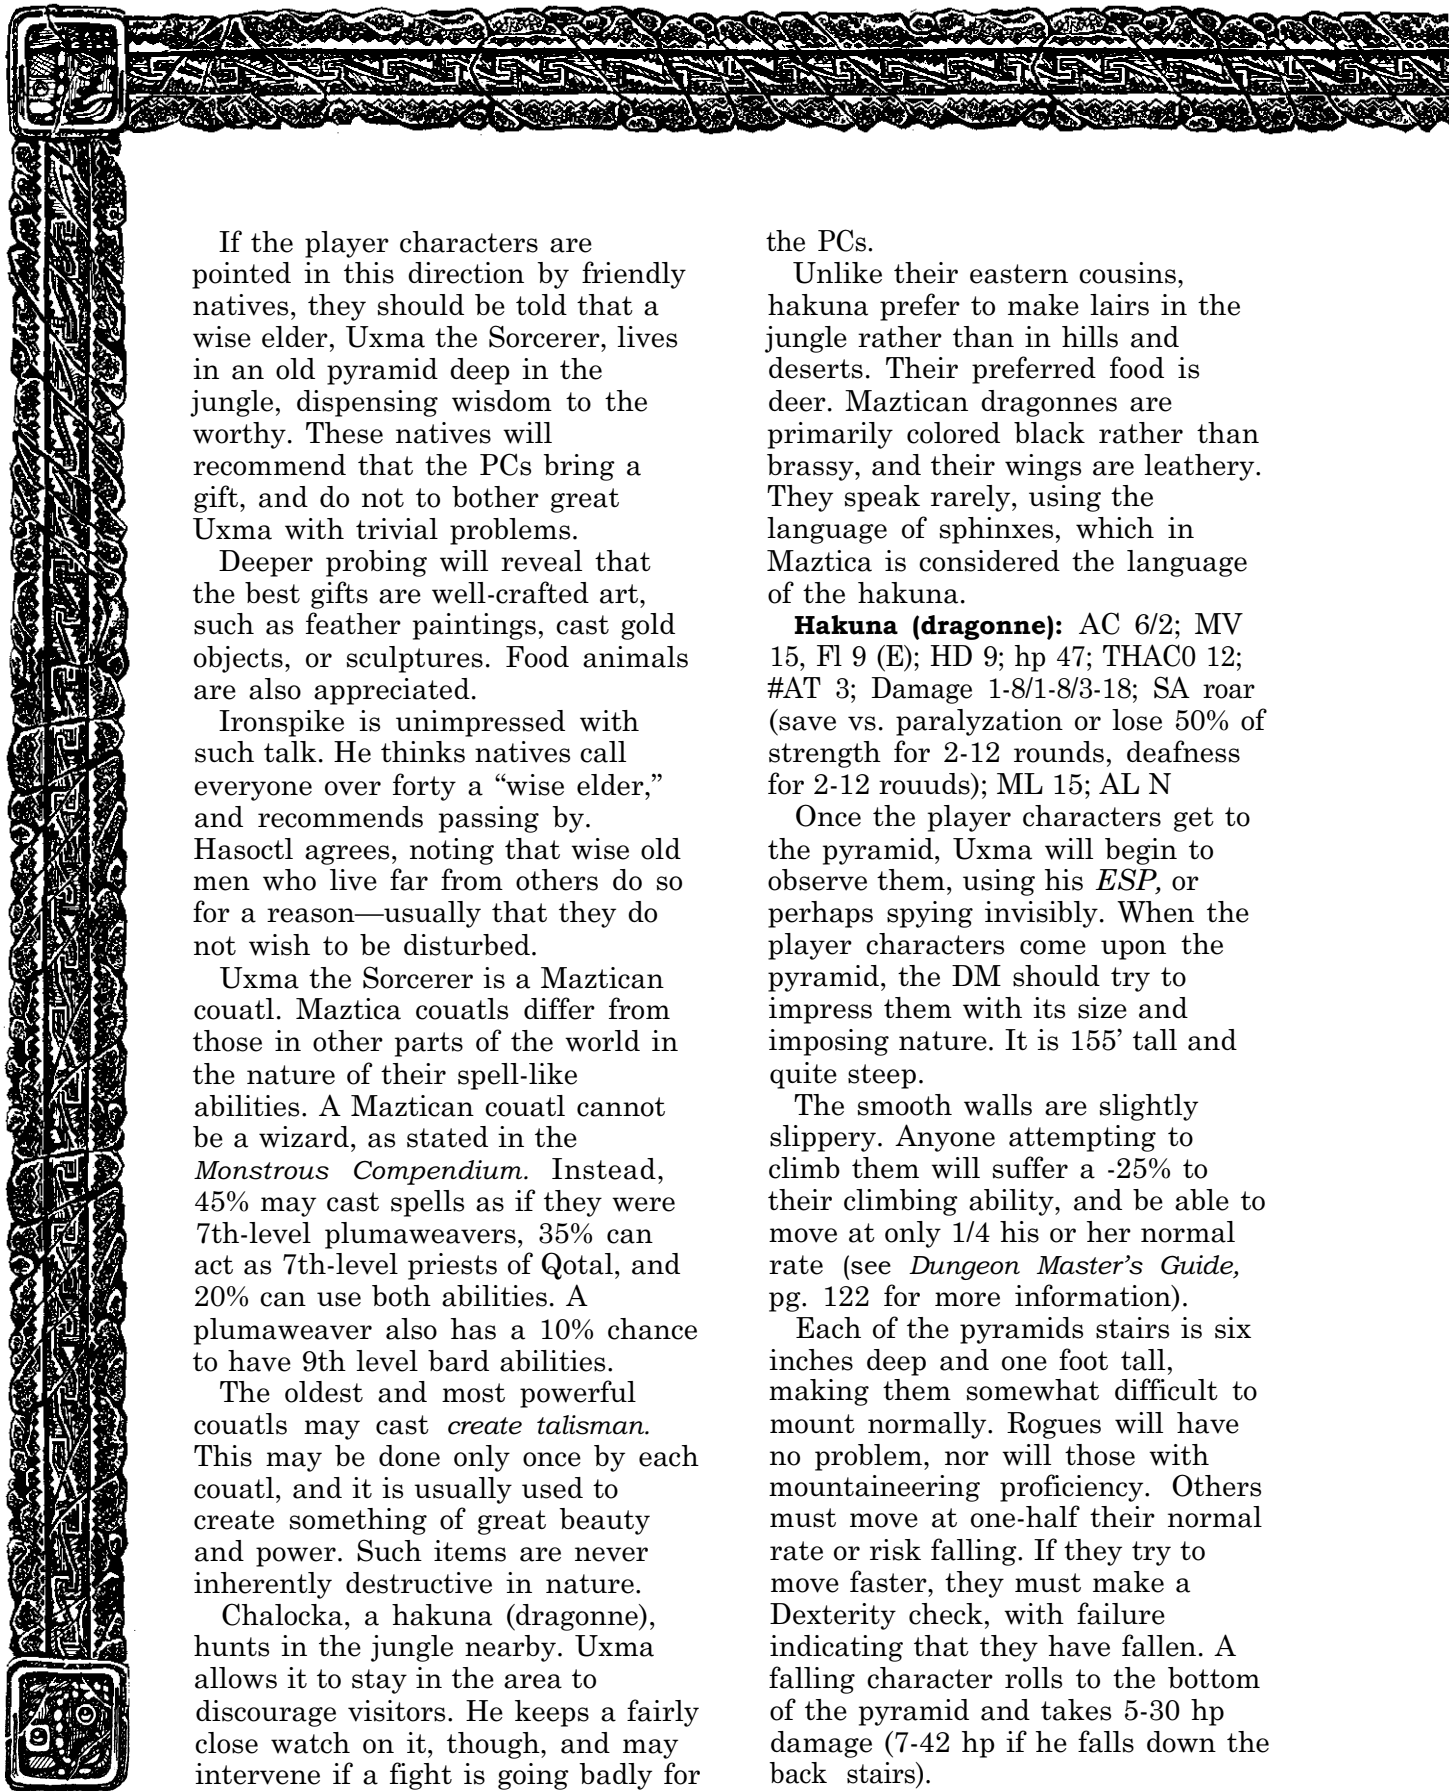 If the player characters are
pointed in this direction by friendly
natives, they should be told that a
wise elder, Uxma the Sorcerer, lives
in an old pyramid deep in the
jungle, dispensing wisdom to the
worthy. These natives will
recommend that the PCs bring a
gift, and do not to bother great
Uxma with trivial problems.
Deeper probing will reveal that
the best gifts are well-crafted art,
such as feather paintings, cast gold
objects, or sculptures. Food animals
are also appreciated.
Ironspike is unimpressed with
such talk. He thinks natives call
everyone over forty a “wise elder,”
and recommends passing by.
Hasoctl agrees, noting that wise old
men who live far from others do so
for a reason—usually that they do
not wish to be disturbed.
Uxma the Sorcerer is a Maztican
couatl. Maztica couatls differ from
those in other parts of the world in
the nature of their spell-like
abilities. A Maztican couatl cannot
be a wizard, as stated in the
Monstrous Compendium. Instead,
45% may cast spells as if they were
7th-level plumaweavers, 35% can
act as 7th-level priests of Qotal, and
20% can use both abilities. A
plumaweaver also has a 10% chance
to have 9th level bard abilities.
The oldest and most powerful
couatls may cast create talisman.
This may be done only once by each
couatl, and it is usually used to
create something of great beauty
and power. Such items are never
inherently destructive in nature.
Chalocka, a hakuna (dragonne),
hunts in the jungle nearby. Uxma
allows it to stay in the area to
discourage visitors. He keeps a fairly
close watch on it, though, and may
intervene if a fight is going badly for
the PCs.
Unlike their eastern cousins,
hakuna prefer to make lairs in the
jungle rather than in hills and
deserts. Their preferred food is
deer. Maztican dragonnes are
primarily colored black rather than
brassy, and their wings are leathery.
They speak rarely, using the
language of sphinxes, which in
Maztica is considered the language
of the hakuna.
Hakuna (dragonne): AC 6/2; MV
15, Fl 9 (E); HD 9; hp 47; THAC0 12;
#AT 3; Damage 1-8/1-8/3-18; SA roar
(save vs. paralyzation or lose 50% of
strength for 2-12 rounds, deafness
for 2-12 rouuds); ML 15; AL N
Once the player characters get to
the pyramid, Uxma will begin to
observe them, using his ESP, or
perhaps spying invisibly. When the
player characters come upon the
pyramid, the DM should try to
impress them with its size and
imposing nature. It is 155’ tall and
quite steep.
The smooth walls are slightly
slippery. Anyone attempting to
climb them will suffer a -25% to
their climbing ability, and be able to
move at only 1/4 his or her normal
rate (see Dungeon Master’s Guide,
pg. 122 for more information).
Each of the pyramids stairs is six
inches deep and one foot tall,
making them somewhat difficult to
mount normally. Rogues will have
no problem, nor will those with
mountaineering proficiency. Others
must move at one-half their normal
rate or risk falling. If they try to
move faster, they must make a
Dexterity check, with failure
indicating that they have fallen. A
falling character rolls to the bottom
of the pyramid and takes 5-30 hp
damage (7-42 hp if he falls down the
back stairs).